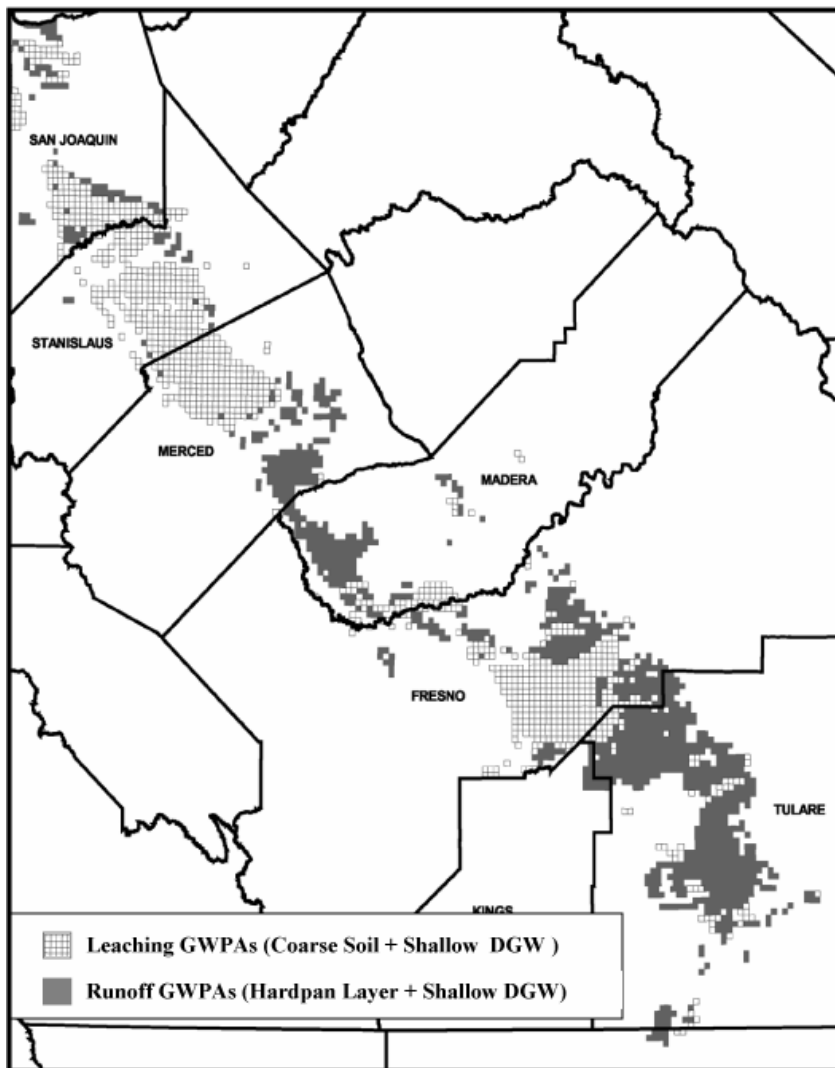 SAN JOAQUIN
STANISLAUS
MERCED
MADERA
FRESNO
TULARE
KINGS
Leaching GWPAs (Coarse Soil + Shallow DGW )
Runoff GWPAs (Hardpan Layer + Shallow DGW)